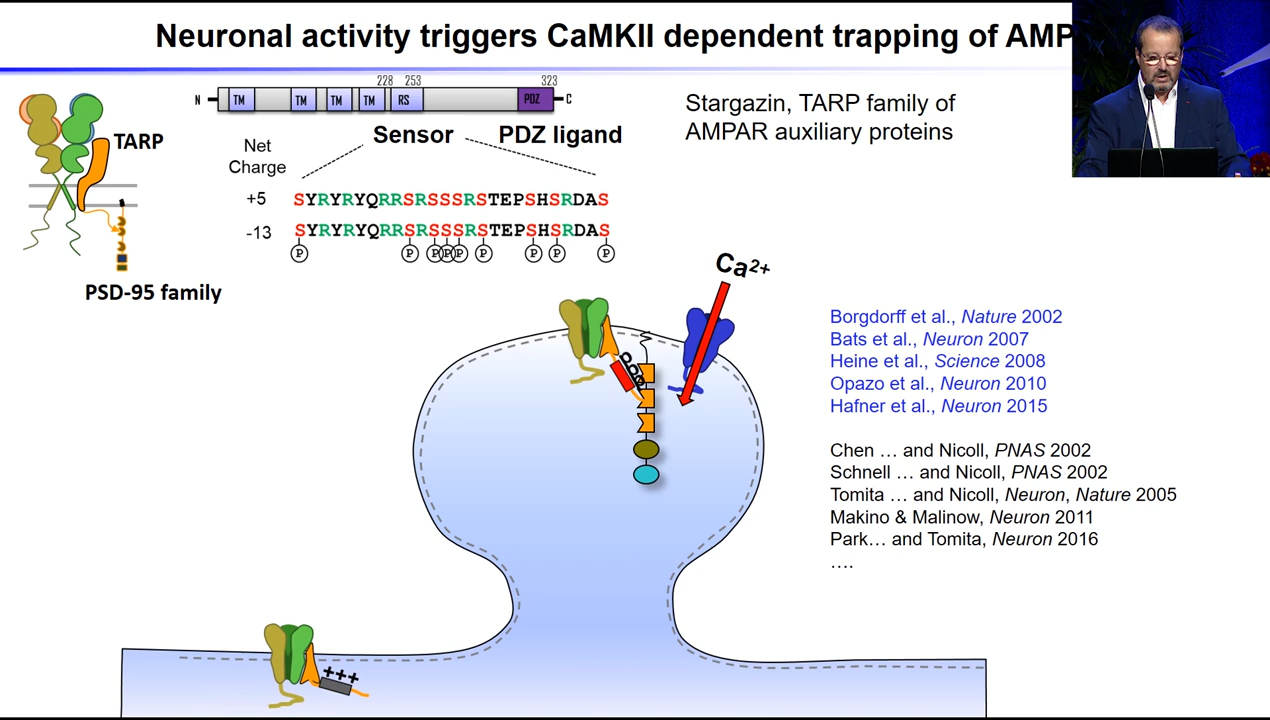 Neuronal activity triggers CaMKII dependent trapping of AMP
228 253 323
N TM TM TM TM RS PDZ C
TARP
Sensor PDZ ligand
Stargazin, TARP family of
AMPAR auxiliary proteins
Net
Charge
+5 SYRYRYQRRSRSSSRSTEPSHSRDAS
-13 SYRYRYQRRSRSSSRSTEPSHSRDAS
P P P P P P P P P
PSD-95 family
Ca2+
Borgdorff et al., Nature 2002
Bats et al., Neuron 2007
Heine et al., Science 2008
Opazo et al., Neuron 2010
Hafner et al., Neuron 2015
Chen … and Nicoll, PNAS 2002
Schnell … and Nicoll, PNAS 2002
Tomita … and Nicoll, Neuron, Nature 2005
Makino & Malinow, Neuron 2011
Park… and Tomita, Neuron 2016
….
+++